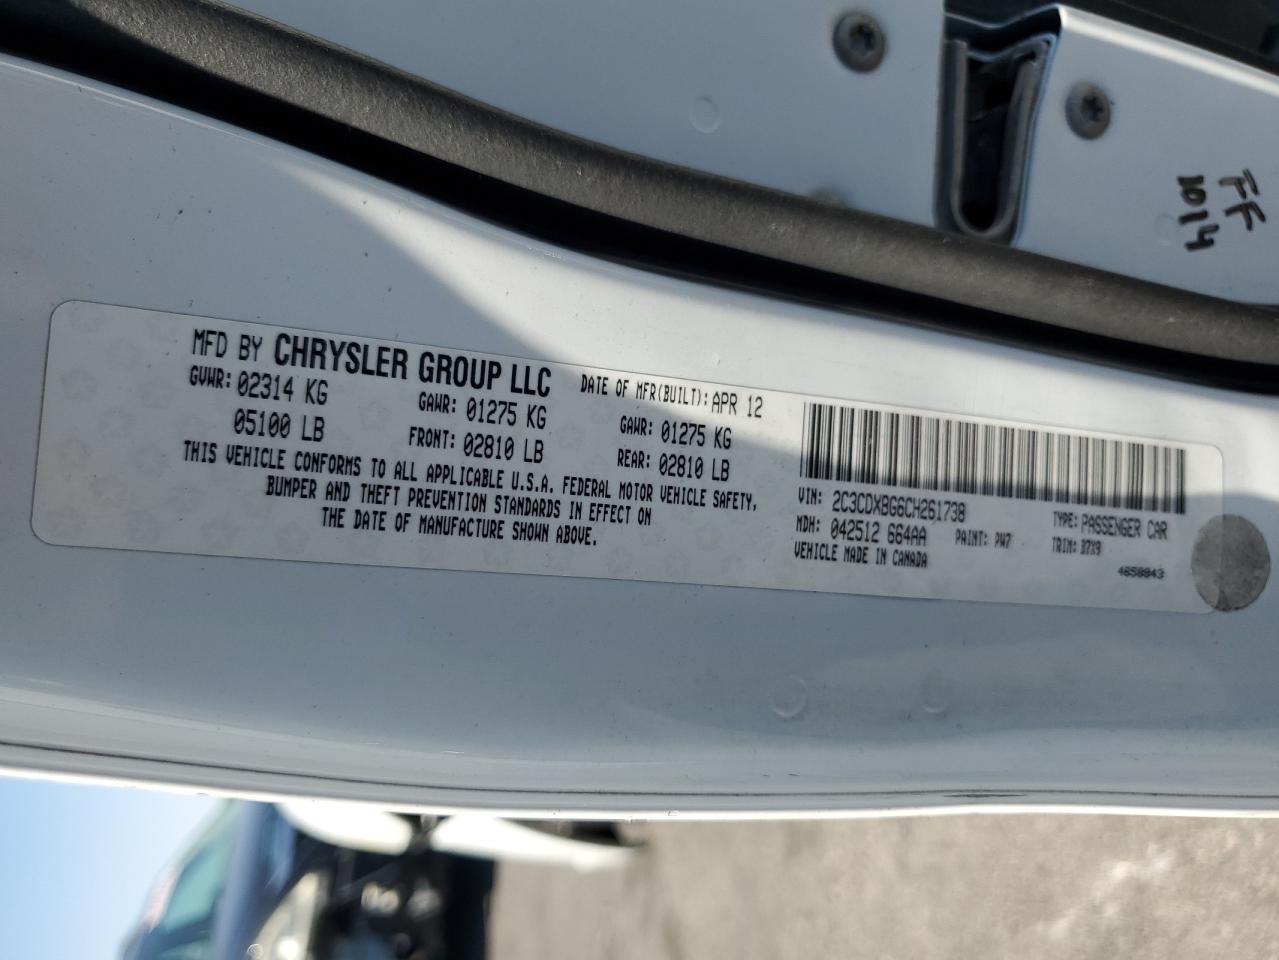 FF
1014
MFD BY CHRYSLER GROUP LLC DATE OF MFR(BUILT): APR 12
GVWR: 02314 KG GAWR: 01275 KG GAWR: 01275 KG
05100 LB FRONT: 02810 LB REAR: 02810 LB
THIS VEHICLE CONFORMS TO ALL APPLICABLE U.S.A. FEDERAL MOTOR VEHICLE SAFETY,
BUMPER AND THEFT PREVENTION STANDARDS IN EFFECT ON
THE DATE OF MANUFACTURE SHOWN ABOVE.
VIN: 2C3CDXBG6CH261738 TYPE: PASSENGER CAR
MDH: 042512 664AA PAINT: PW7 TRIM: B7X9
VEHICLE MADE IN CANADA 4658843